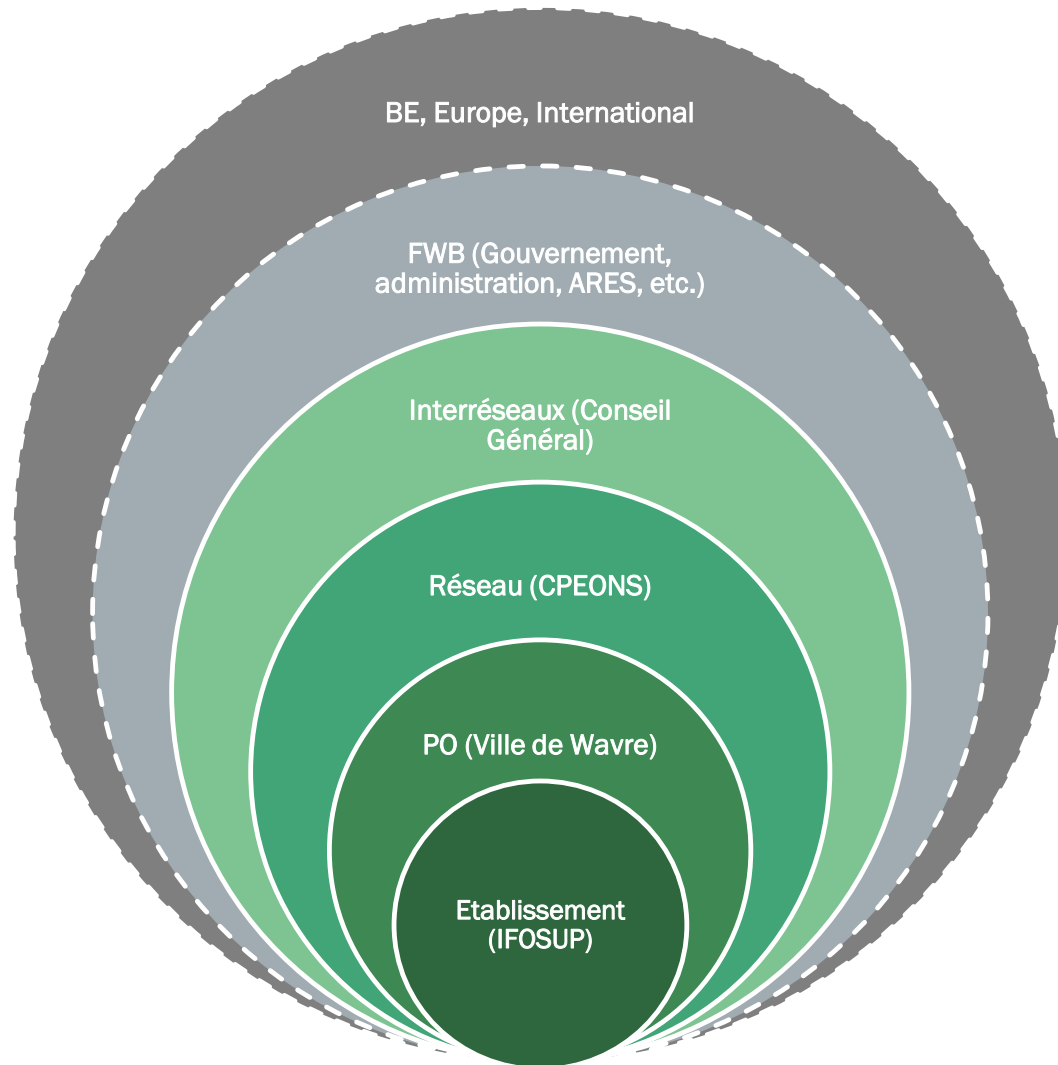 BE, Europe, International
FWB (Gouvernement,
administration, ARES, etc.)
Interréseaux (Conseil
Général)
Réseau (CPEONS)
PO (Ville de Wavre)
Etablissement
(IFOSUP)